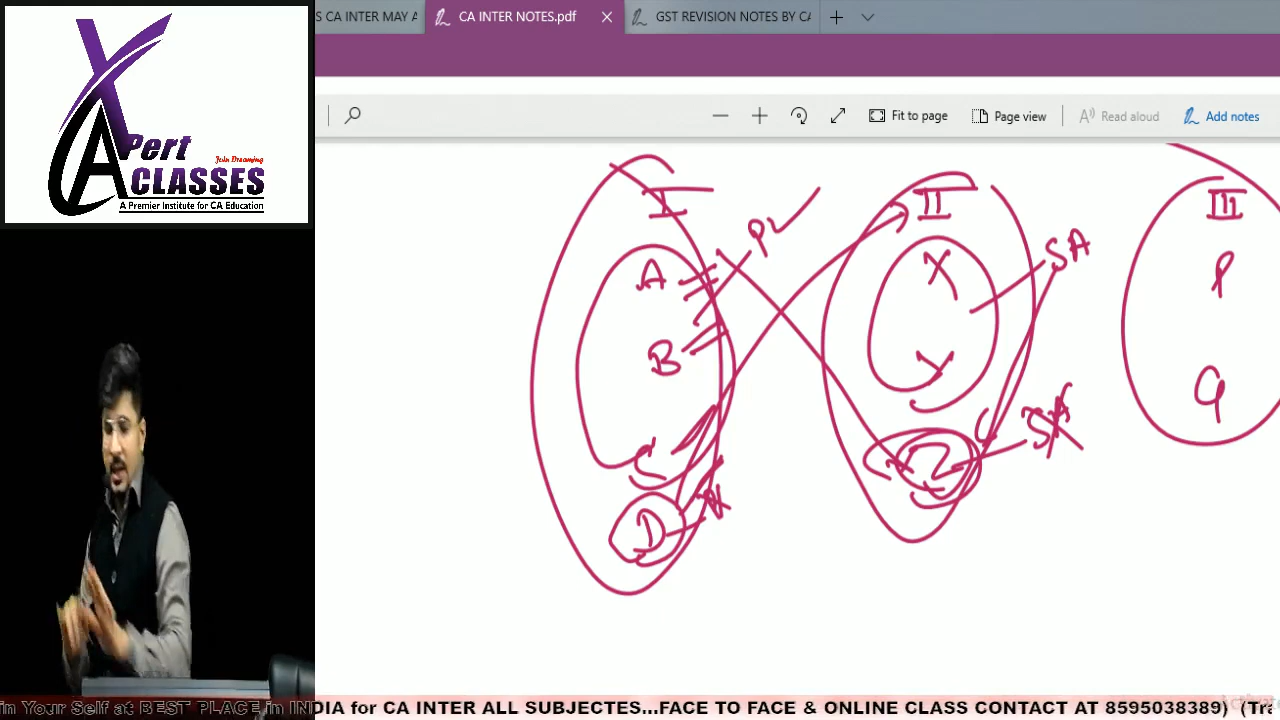 S CA INTER MAY A
CA INTER NOTES.pdf
GST REVISION NOTES BY CA
Fit to page
Page view
Read aloud
Add notes
XPert
Join Dreaming
CA CLASSES
A Premier Institute for CA Education
I
II
III
PL
A
X
SA
P
B
Y
Q
C
SA
Z
D
in Your Self at BEST PLACE in INDIA for CA INTER ALL SUBJECTES...FACE TO FACE & ONLINE CLASS CONTACT AT 8595038389) (Tra